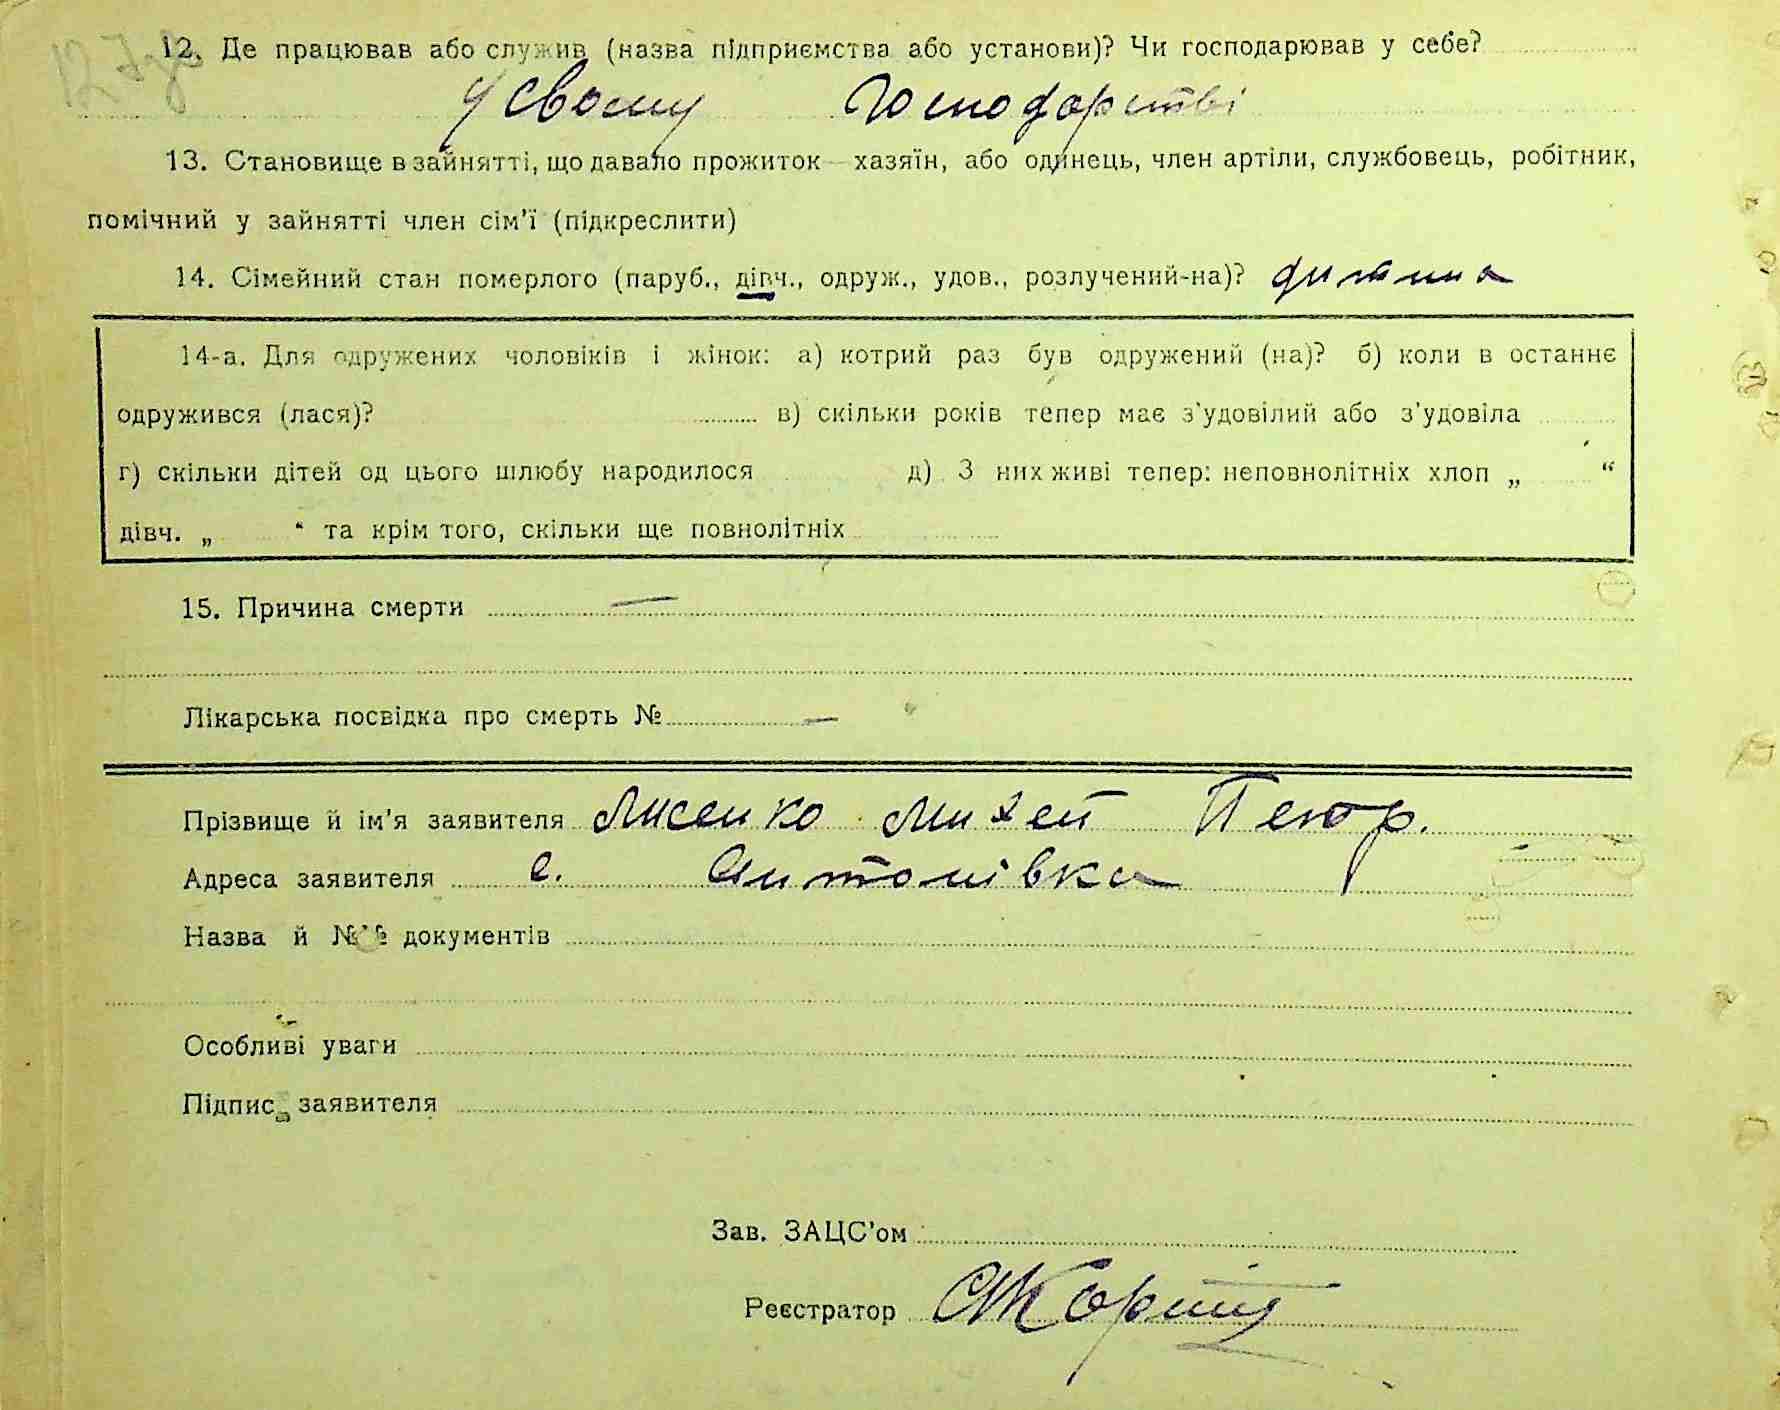 12. Де працював або служив (назва підприємства або установи)? Чи господарював у себе?
у своєму господарстві
13. Становище в зайнятті, що давало прожиток — хазяїн, або одинець, член артіли, службовець, робітник,
помічний у зайнятті член сім'ї (підкреслити)
14. Сімейний стан померлого (паруб., дівч., одруж., удов., розлучений-на)? дитина
14-а. Для одружених чоловіків і жінок: а) котрий раз був одружений (на)? б) коли в останнє
одружився (лася)? в) скільки років тепер має з'удовілий або з'удовіла
г) скільки дітей од цього шлюбу народилося д) З них живі тепер: неповнолітніх хлоп „ “
дівч. „ “ та крім того, скільки ще повнолітніх
15. Причина смерти —
Лікарська посвідка про смерть № —
Прізвище й ім'я заявителя Лисенко Михей Петр.
Адреса заявителя с. Антонівка
Назва й №№ документів
Особливі уваги
Підпис заявителя
Зав. ЗАЦС'ом
Реєстратор